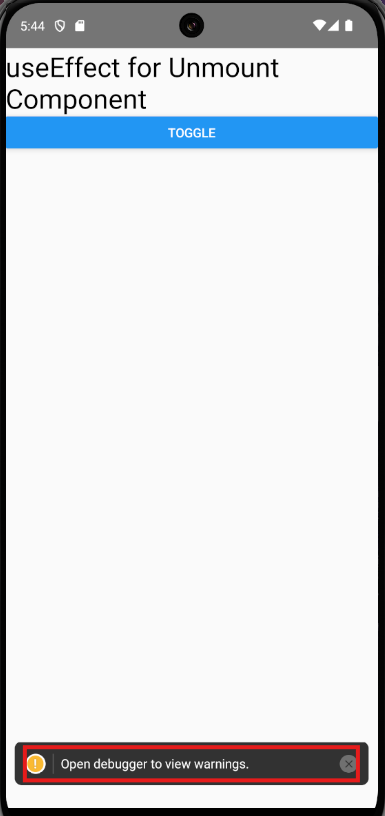 5:44
useEffect for Unmount
Component
TOGGLE
Open debugger to view warnings.